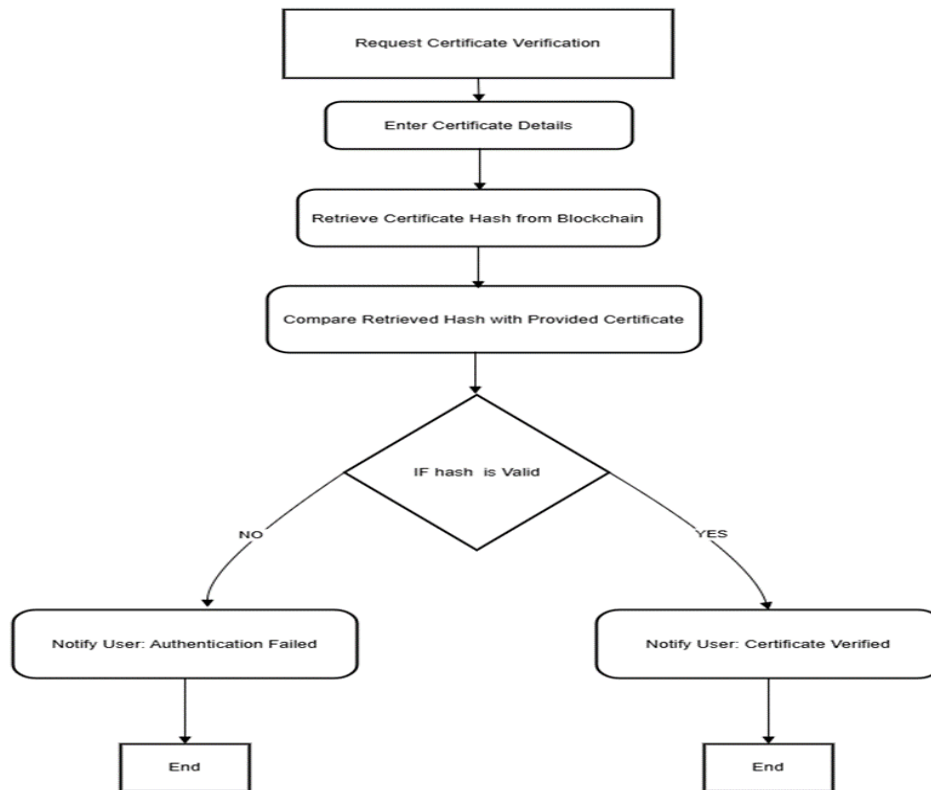 Request Certificate Verification
Enter Certificate Details
Retrieve Certificate Hash from Blockchain
Compare Retrieved Hash with Provided Certificate
IF hash is Valid
NO
YES
Notify User: Authentication Failed
Notify User: Certificate Verified
End
End